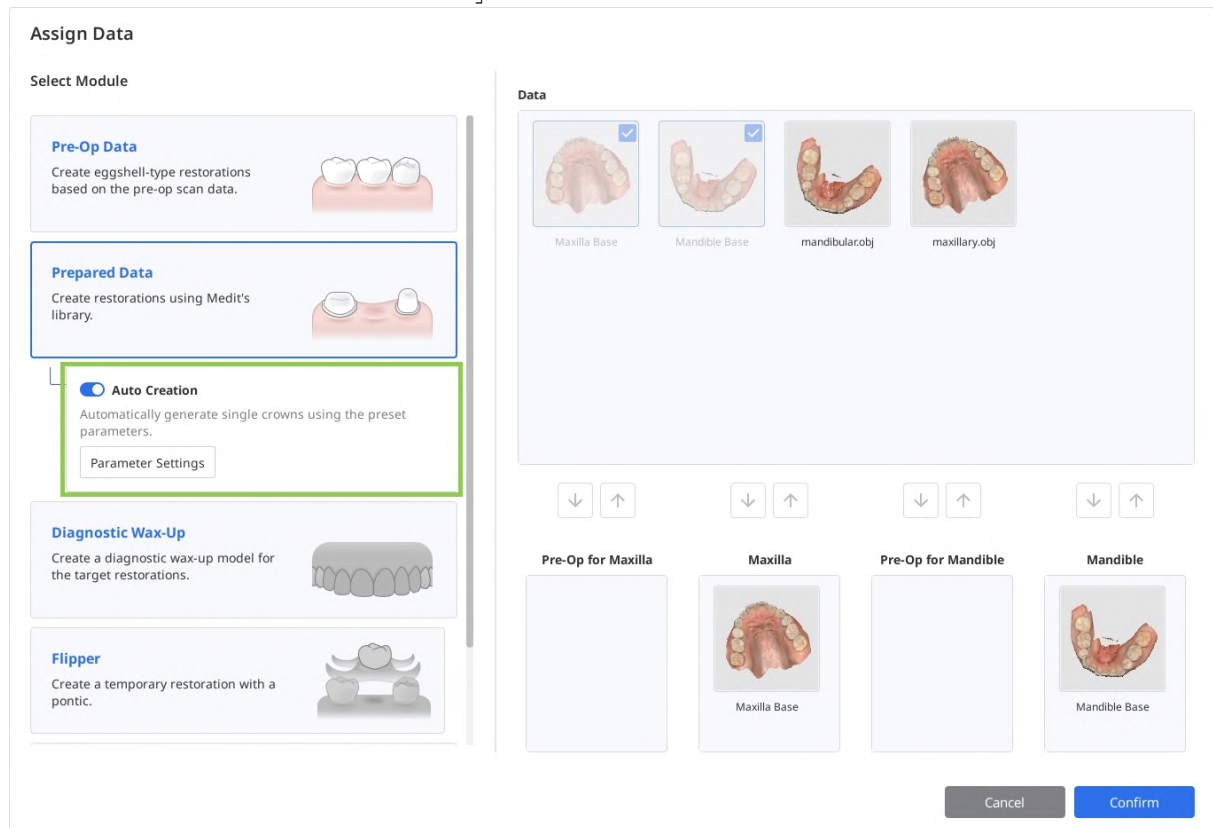 Assign Data
Select Module
Pre-Op Data
Create eggshell-type restorations
based on the pre-op scan data.
Prepared Data
Create restorations using Medit's
library.
Auto Creation
Automatically generate single crowns using the preset
parameters.
Parameter Settings
Diagnostic Wax-Up
Create a diagnostic wax-up model for
the target restorations.
Flipper
Create a temporary restoration with a
pontic.
Data
Maxilla Base
Mandible Base
mandibular.obj
maxillary.obj
Pre-Op for Maxilla
Maxilla
Pre-Op for Mandible
Mandible
Maxilla Base
Mandible Base
Cancel
Confirm